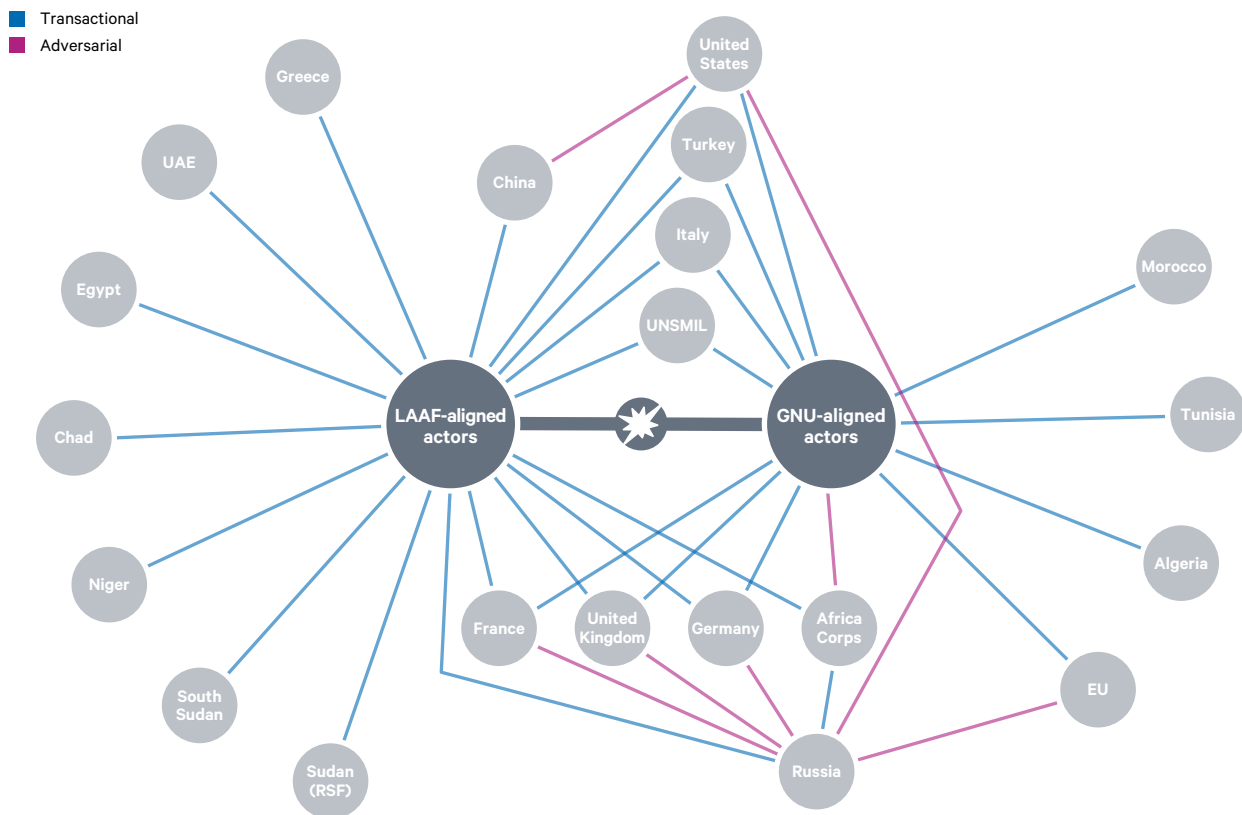 Transactional
Adversarial
United
States
Greece
Turkey
UAE
China
Italy
Morocco
Egypt
UNSMIL
LAAF-aligned
actors
GNU-aligned
actors
Tunisia
Chad
Algeria
Niger
France
United
Kingdom
Germany
Africa
Corps
EU
South
Sudan
Russia
Sudan
(RSF)